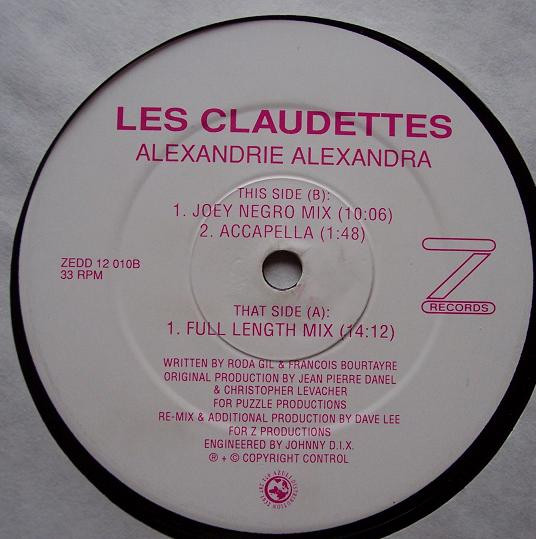 LES CLAUDETTES
ALEXANDRIE ALEXANDRA
THIS SIDE (B):
1. JOEY NEGRO MIX (10:06)
2. ACCAPELLA (1:48)
ZEDD 12 010B
33 RPM
Z
RECORDS
THAT SIDE (A):
1. FULL LENGTH MIX (14:12)
WRITTEN BY RODA GIL & FRANCOIS BOURTAYRE
ORIGINAL PRODUCTION BY JEAN PIERRE DANEL
& CHRISTOPHER LEVACHER
FOR PUZZLE PRODUCTIONS
RE-MIX & ADDITIONAL PRODUCTION BY DAVE LEE
FOR Z PRODUCTIONS
ENGINEERED BY JOHNNY D.I.X.
℗ + © COPYRIGHT CONTROL